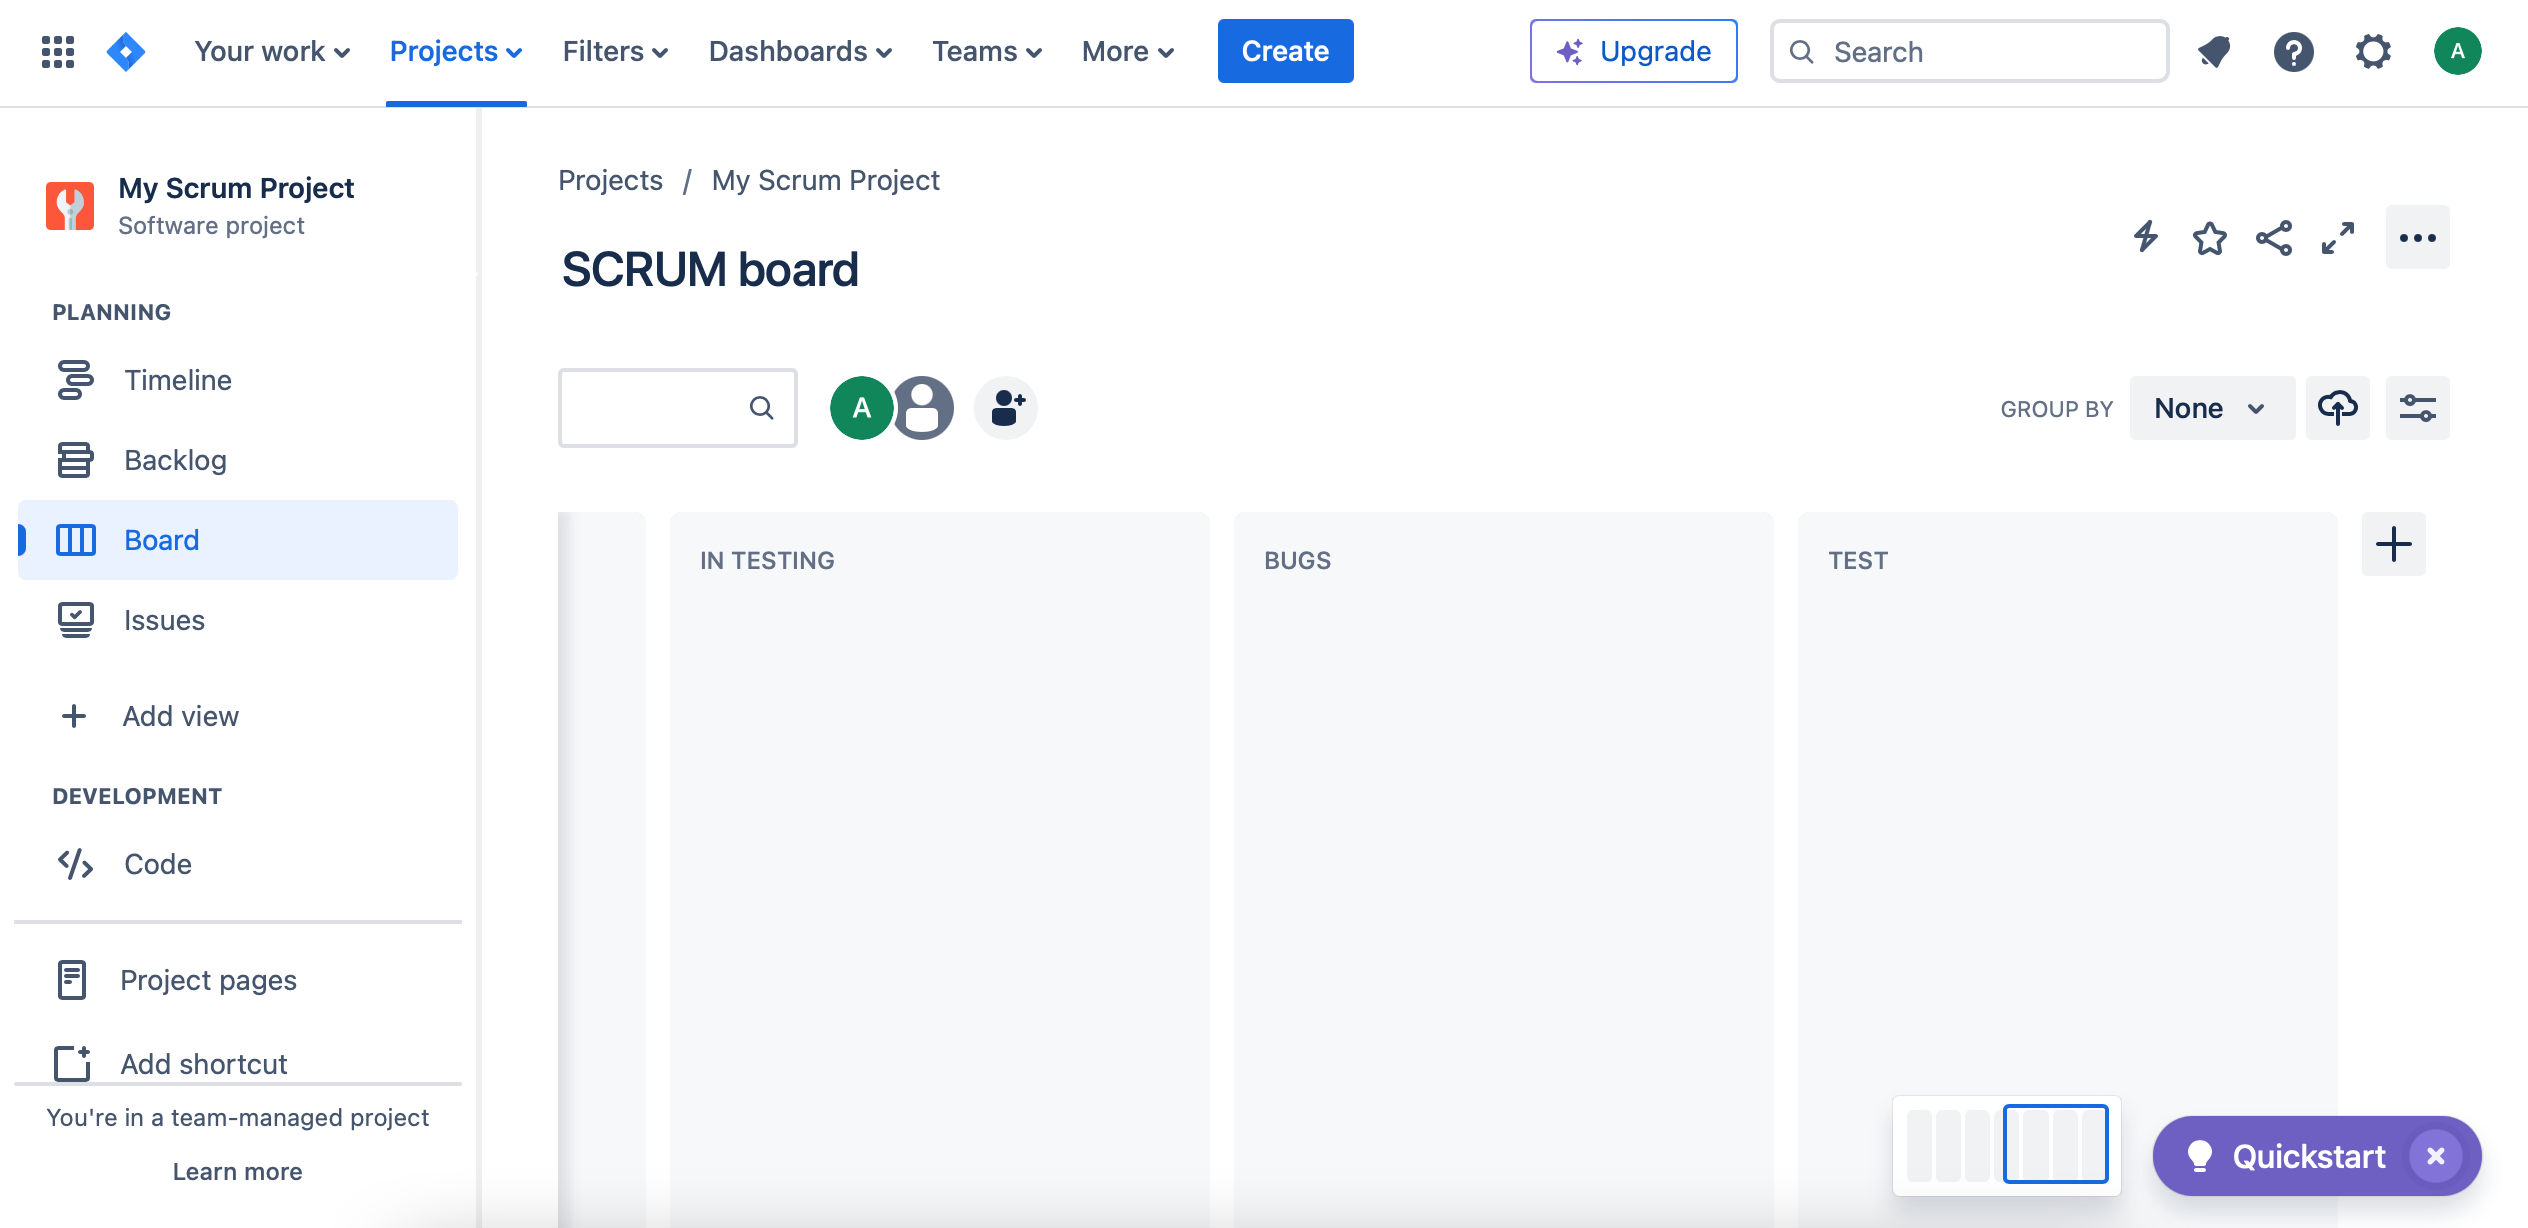 Your work
Projects
Filters
Dashboards
Teams
More
Create
Upgrade
Search
A
My Scrum Project
Software project
PLANNING
Timeline
Backlog
Board
Issues
Add view
DEVELOPMENT
Code
Project pages
Add shortcut
You're in a team-managed project
Learn more
Projects / My Scrum Project
SCRUM board
A
GROUP BY
None
IN TESTING
BUGS
TEST
Quickstart